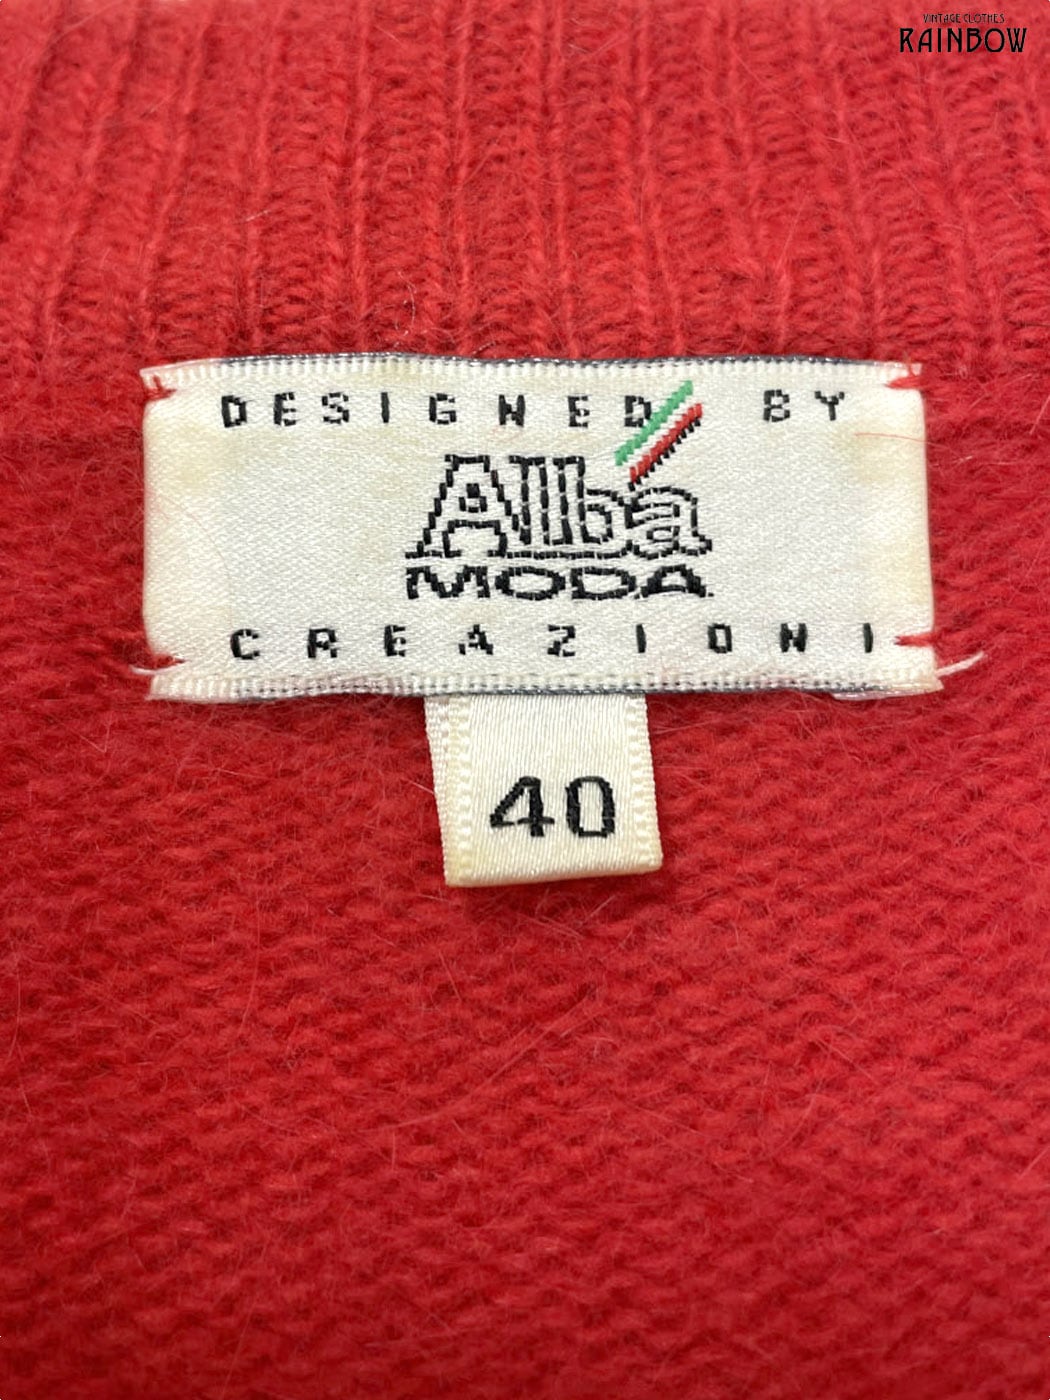 VINTAGE CLOTHES
RAINBOW
DESIGNED BY
Alba
MODA
CREAZIONI
40